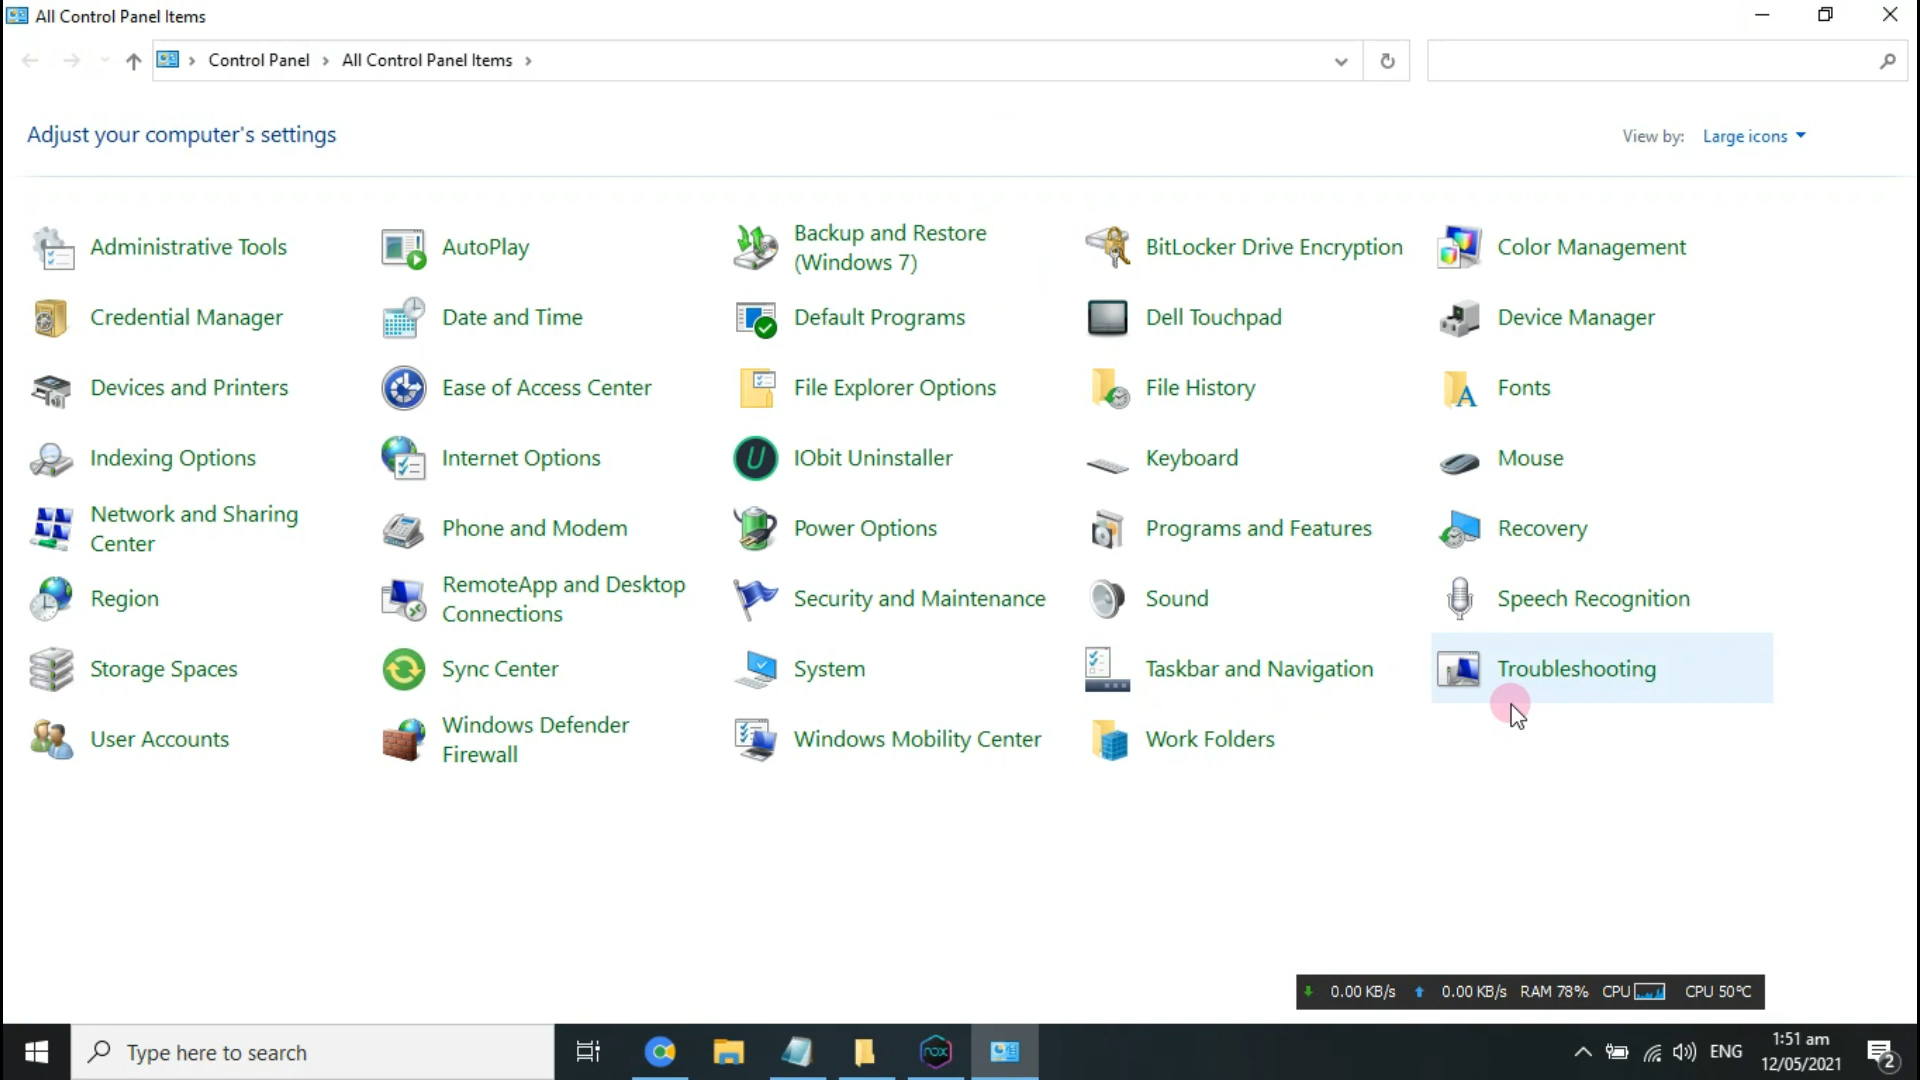 All Control Panel Items
Control Panel
All Control Panel Items
Adjust your computer's settings
View by:
Large icons
Administrative Tools
AutoPlay
Backup and Restore
(Windows 7)
BitLocker Drive Encryption
Color Management
Credential Manager
Date and Time
Default Programs
Dell Touchpad
Device Manager
Devices and Printers
Ease of Access Center
File Explorer Options
File History
Fonts
Indexing Options
Internet Options
IObit Uninstaller
Keyboard
Mouse
Network and Sharing
Center
Phone and Modem
Power Options
Programs and Features
Recovery
Region
RemoteApp and Desktop
Connections
Security and Maintenance
Sound
Speech Recognition
Storage Spaces
Sync Center
System
Taskbar and Navigation
Troubleshooting
User Accounts
Windows Defender
Firewall
Windows Mobility Center
Work Folders
0.00 KB/s 0.00 KB/s RAM 78% CPU CPU 50°C
Type here to search
nox
ENG
1:51 am
12/05/2021
2